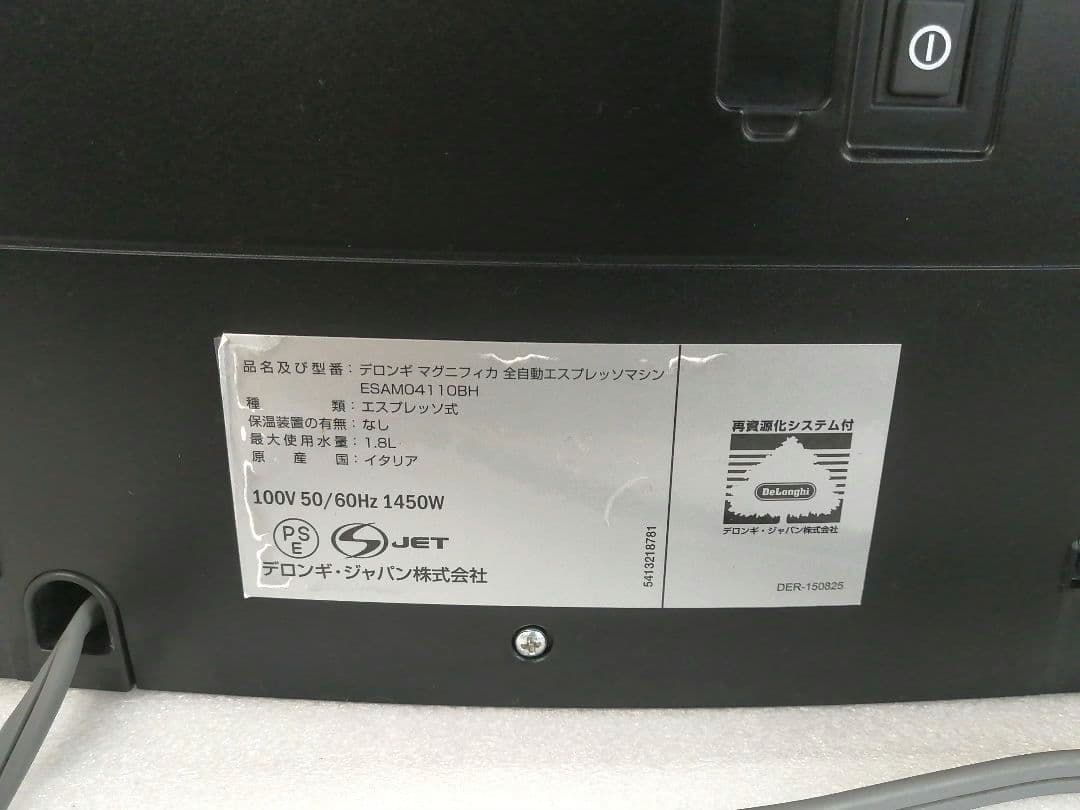 品名及び型番：デロンギ マグニフィカ 全自動エスプレッソマシン
ESAM04110BH
種類：エスプレッソ式
保温装置の有無：なし
最大使用水量：1.8L
原産国：イタリア
100V 50/60Hz 1450W
PS
E
S JET
デロンギ・ジャパン株式会社
5413218781
再資源化システム付
DeLonghi
デロンギ・ジャパン株式会社
DER-150825